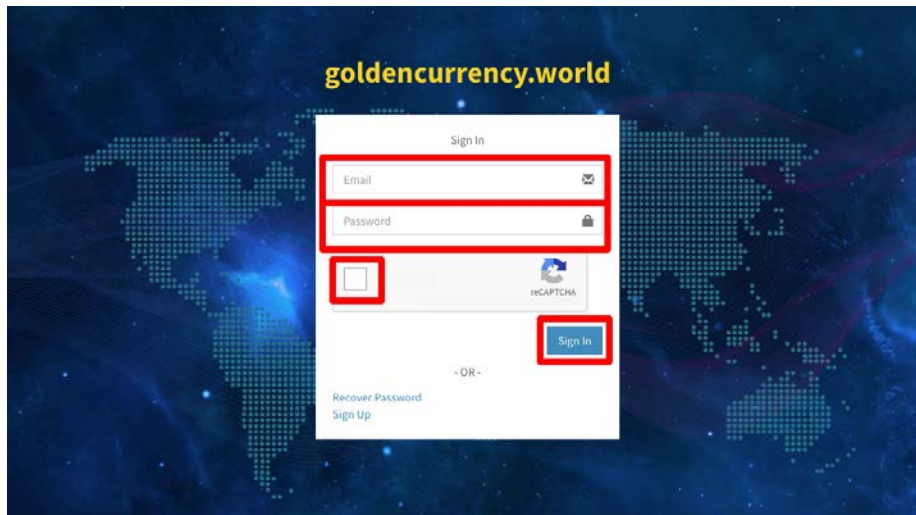 goldencurrency.world
Sign In
Email
Password
reCAPTCHA
Sign In
- OR -
Recover Password
Sign Up